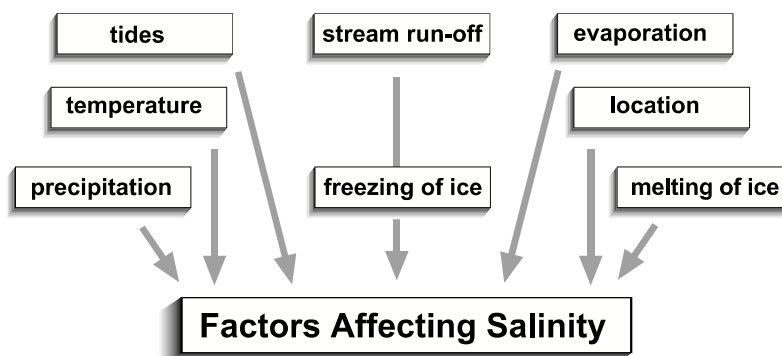 tides
stream run-off
evaporation
temperature
location
precipitation
freezing of ice
melting of ice
Factors Affecting Salinity